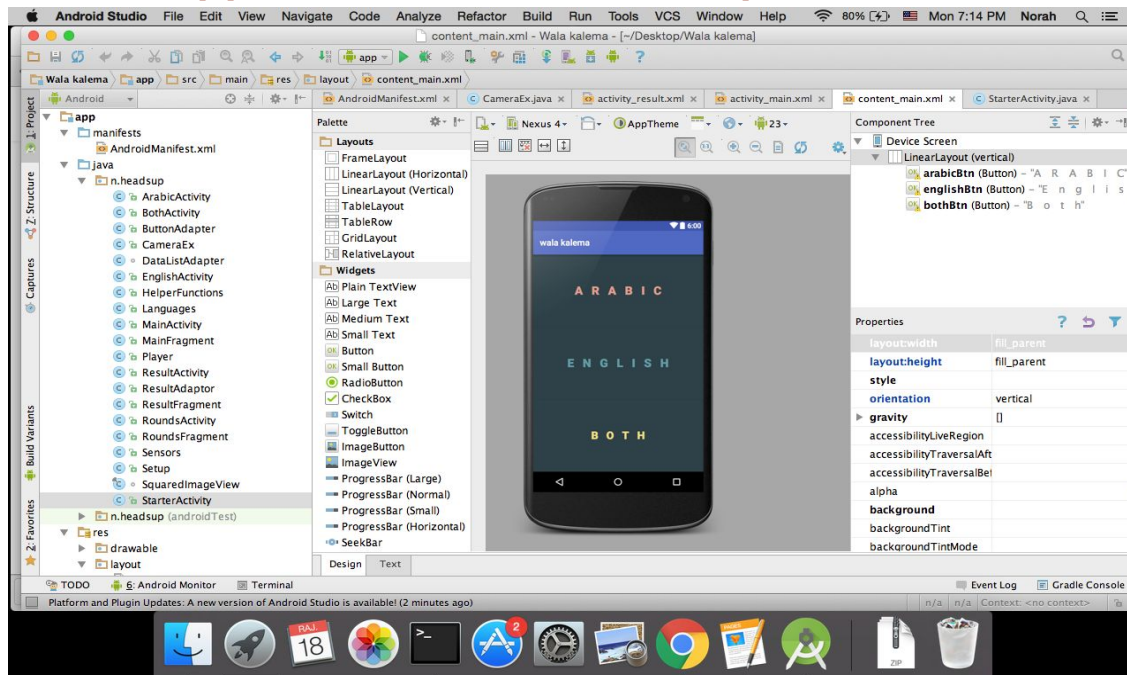 Android Studio File Edit View Navigate Code Analyze Refactor Build Run Tools VCS Window Help 80% Mon 7:14 PM Norah
content_main.xml - Wala kalema - [~/Desktop/Wala kalema]
app
Wala kalema app src main res layout content_main.xml
1: Project
Z: Structure
Captures
Build Variants
2: Favorites
Android
app
manifests
AndroidManifest.xml
java
n.headsup
ArabicActivity
BothActivity
ButtonAdapter
CameraEx
DataListAdapter
EnglishActivity
HelperFunctions
Languages
MainActivity
MainFragment
Player
ResultActivity
ResultAdaptor
ResultFragment
RoundsActivity
RoundsFragment
Sensors
Setup
SquaredImageView
StarterActivity
n.headsup (androidTest)
res
drawable
layout
AndroidManifest.xml CameraEx.java activity_result.xml activity_main.xml content_main.xml StarterActivity.java
Palette
Layouts
FrameLayout
LinearLayout (Horizontal)
LinearLayout (Vertical)
TableLayout
TableRow
GridLayout
RelativeLayout
Widgets
Ab Plain TextView
Ab Large Text
Ab Medium Text
Ab Small Text
OK Button
OK Small Button
RadioButton
CheckBox
Switch
ToggleButton
ImageButton
ImageView
ProgressBar (Large)
ProgressBar (Normal)
ProgressBar (Small)
ProgressBar (Horizontal)
SeekBar
Nexus 4 AppTheme 23
6:00
wala kalema
A R A B I C
E N G L I S H
B O T H
Design Text
Component Tree
Device Screen
LinearLayout (vertical)
arabicBtn (Button) - "A R A B I C"
englishBtn (Button) - "E n g l i s
bothBtn (Button) - "B o t h"
Properties ?
layout:width fill_parent
layout:height fill_parent
style
orientation vertical
gravity []
accessibilityLiveRegion
accessibilityTraversalAft
accessibilityTraversalBef
alpha
background
backgroundTint
backgroundTintMode
TODO 6: Android Monitor Terminal Event Log Gradle Console
Platform and Plugin Updates: A new version of Android Studio is available! (2 minutes ago) n/a n/a Context: <no context>
RAJ.
18
>_
2
PAGES
ZIP